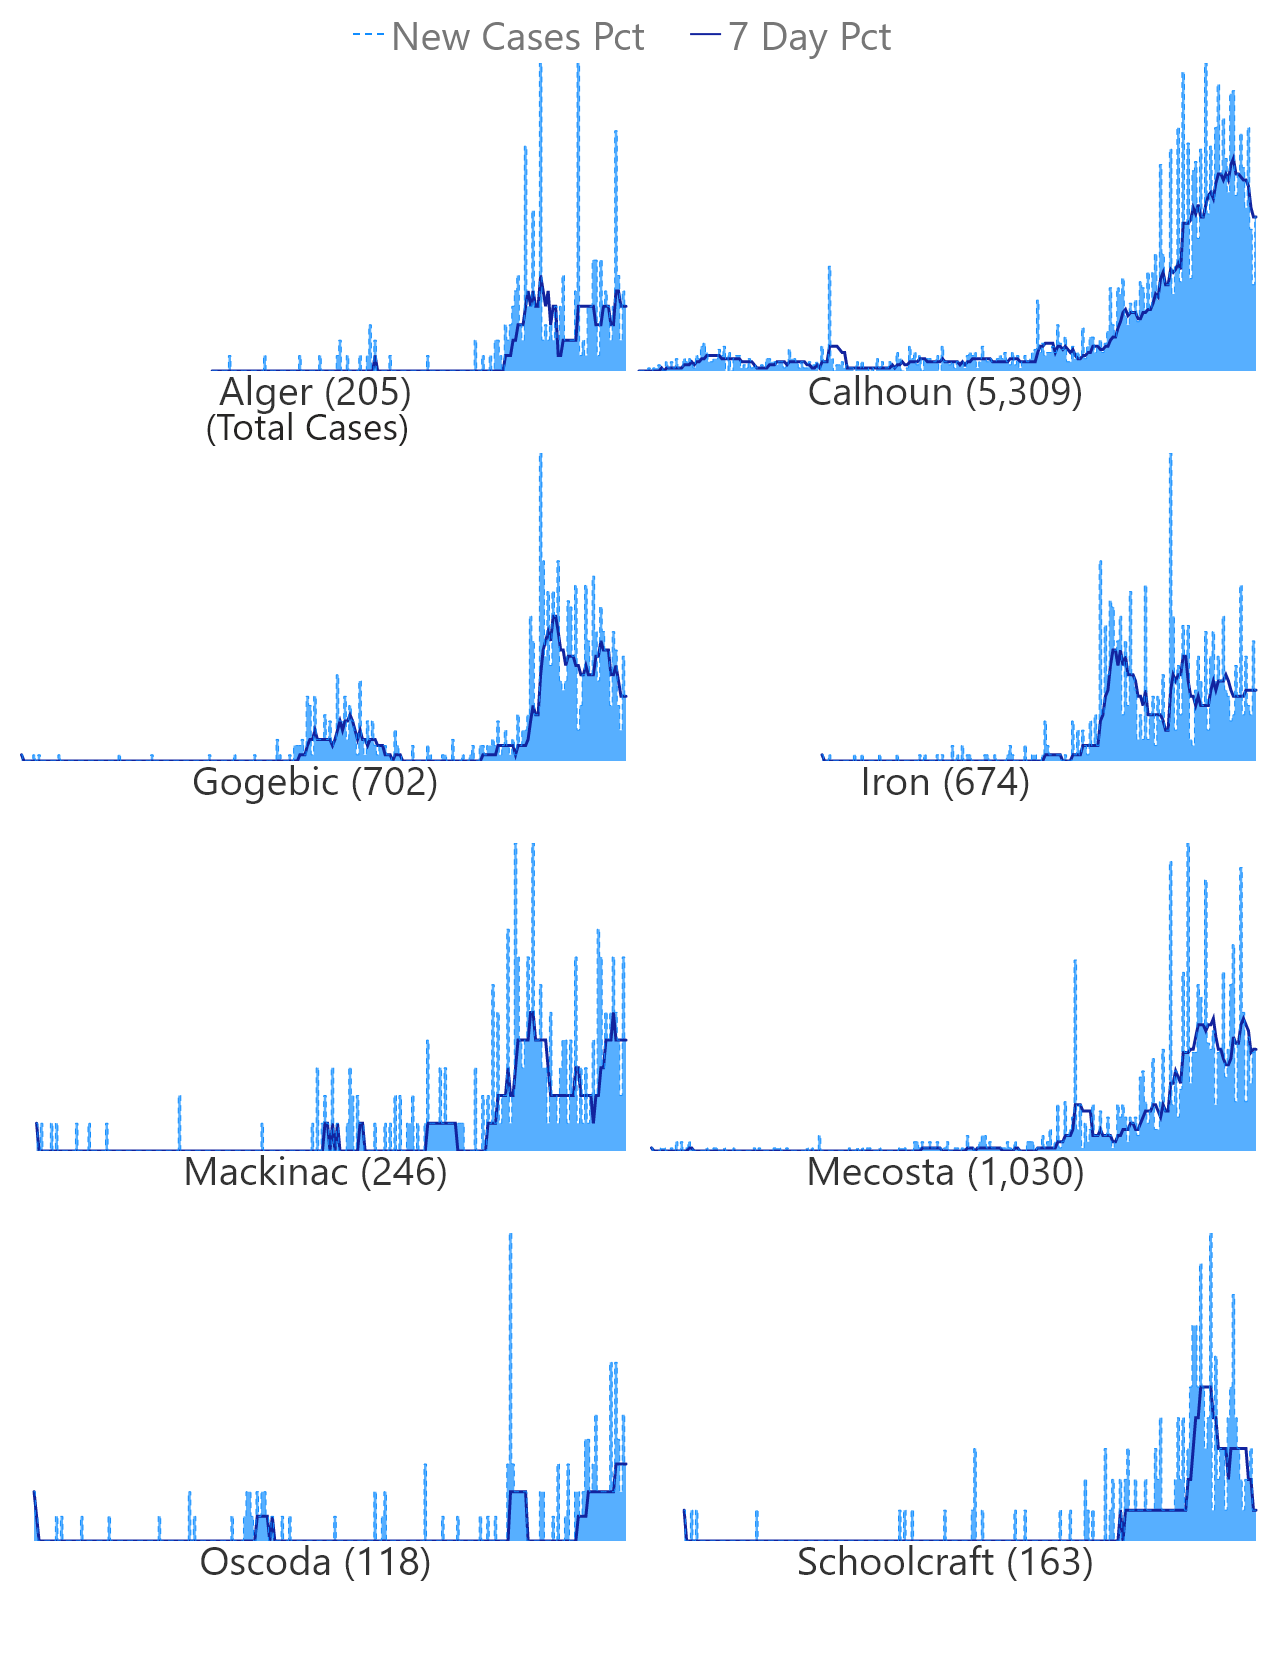 New Cases Pct 7 Day Pct
Alger (205) Calhoun (5,309)
(Total Cases)
Gogebic (702) Iron (674)
Mackinac (246) Mecosta (1,030)
Oscoda (118) Schoolcraft (163)